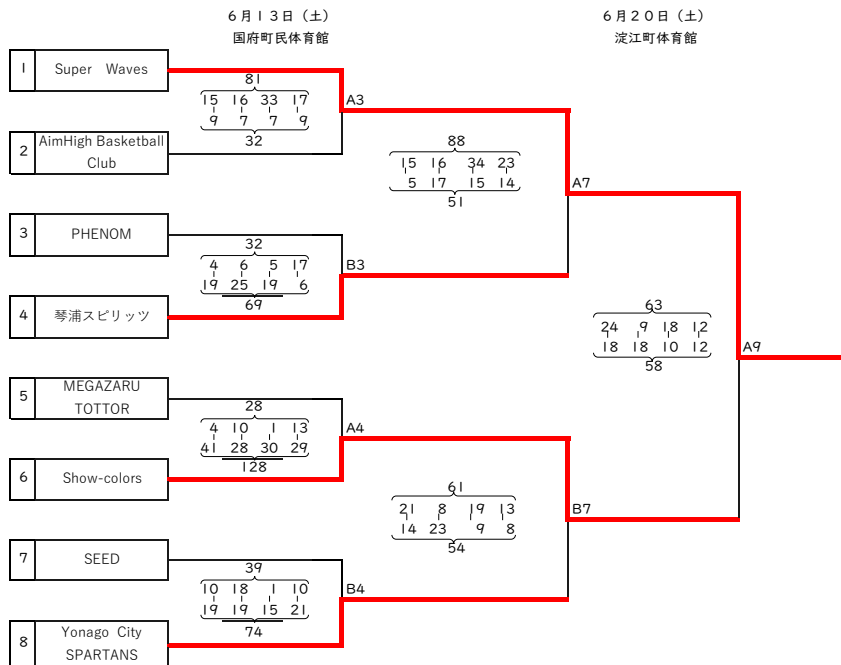 ６月１３日（土）
国府町民体育館
６月２０日（土）
淀江町体育館
1 Super　Waves
81
15 16 33 17
9 7 7 9
32
A3
2 AimHigh Basketball
Club
88
15 16 34 23
5 17 15 14
51
A7
3 PHENOM
32
4 6 5 17
19 25 19 6
69
B3
4 琴浦スピリッツ
63
24 9 18 12
18 18 10 12
58
A9
5 MEGAZARU
TOTTOR
28
4 10 1 13
41 28 30 29
128
A4
6 Show-colors
61
21 8 19 13
14 23 9 8
54
B7
7 SEED
39
10 18 1 10
19 19 15 21
74
B4
8 Yonago City
SPARTANS